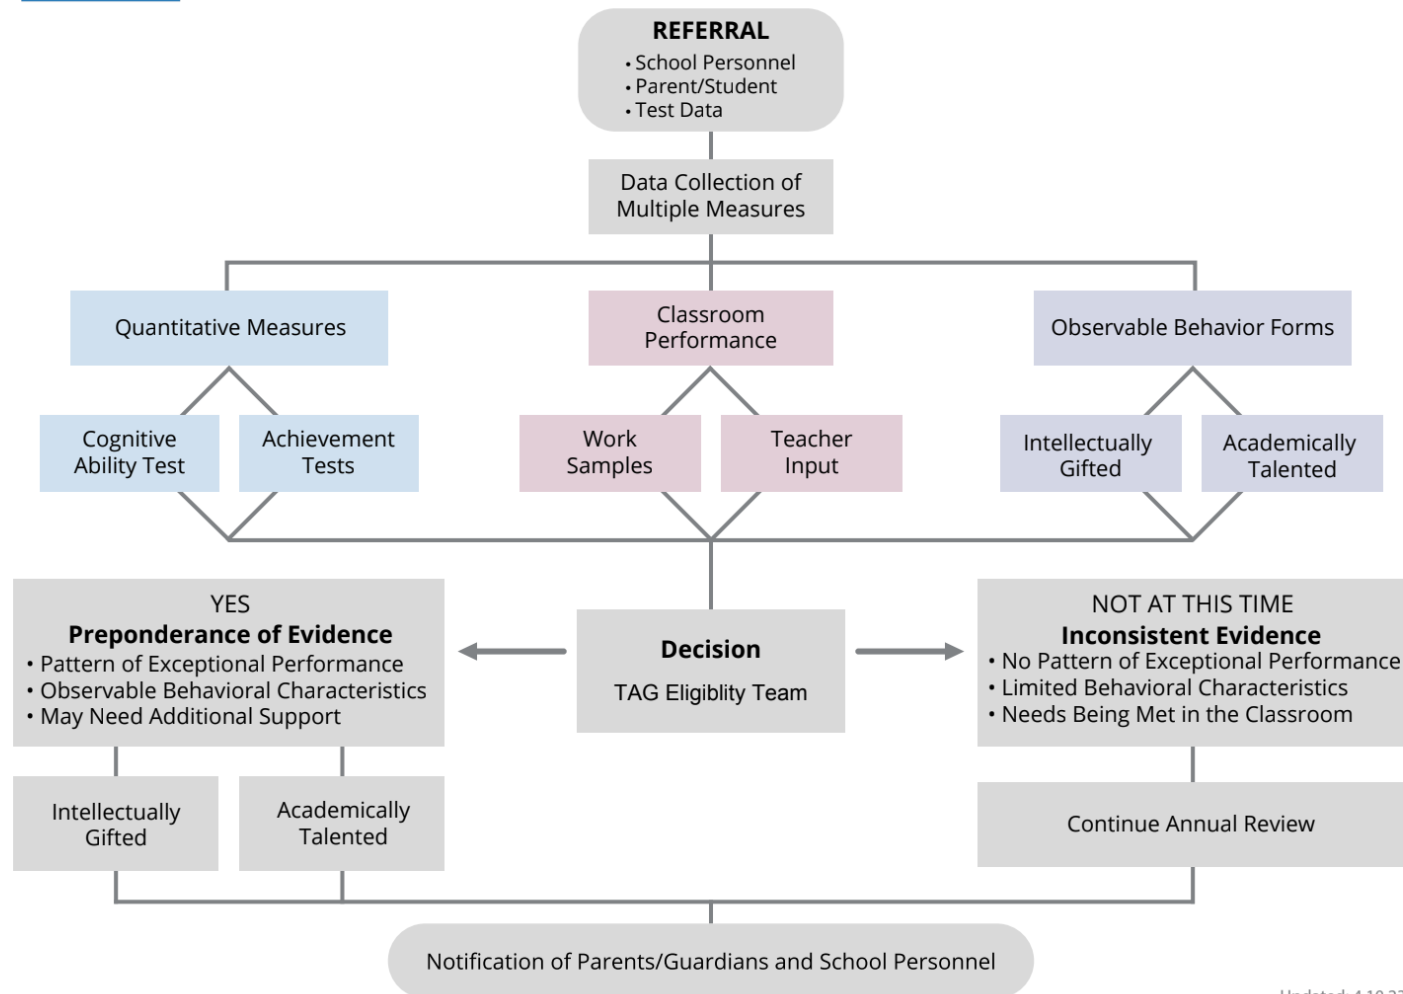 REFERRAL
• School Personnel
• Parent/Student
• Test Data
Data Collection of
Multiple Measures
Quantitative Measures
Classroom
Performance
Observable Behavior Forms
Cognitive
Ability Test
Achievement
Tests
Work
Samples
Teacher
Input
Intellectually
Gifted
Academically
Talented
YES
Preponderance of Evidence
• Pattern of Exceptional Performance
• Observable Behavioral Characteristics
• May Need Additional Support
Decision
TAG Eligiblity Team
NOT AT THIS TIME
Inconsistent Evidence
• No Pattern of Exceptional Performance
• Limited Behavioral Characteristics
• Needs Being Met in the Classroom
Intellectually
Gifted
Academically
Talented
Continue Annual Review
Notification of Parents/Guardians and School Personnel